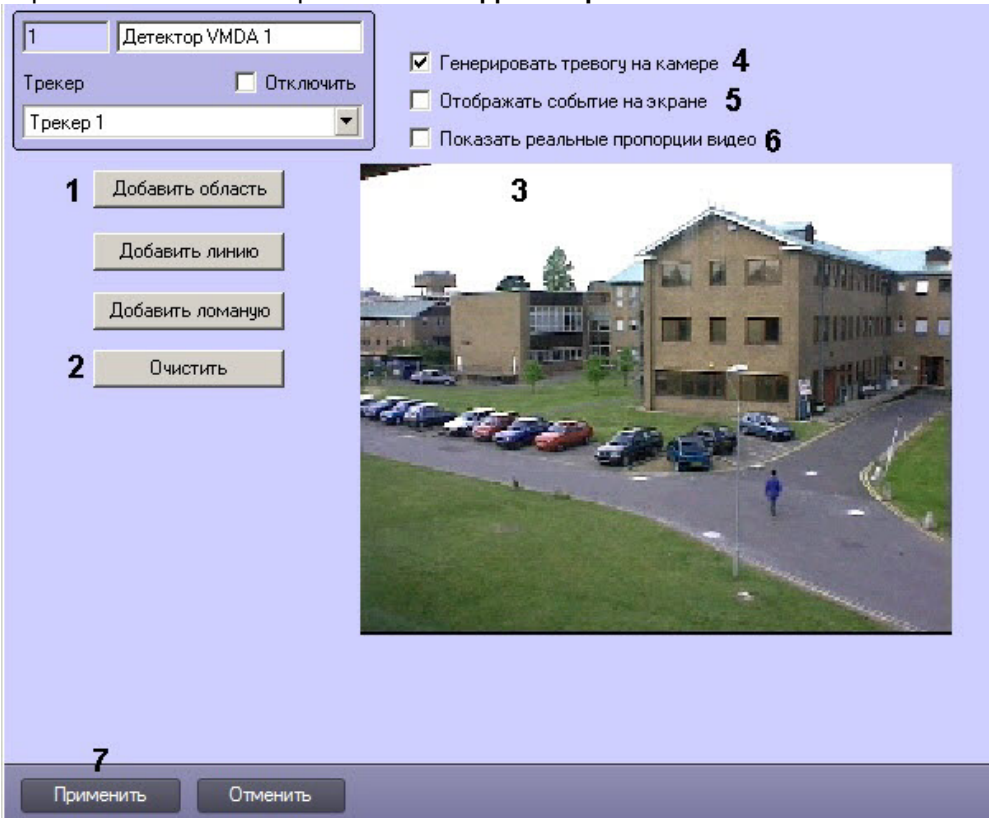 1 Детектор VMDA 1
Трекер Отключить
Трекер 1
Генерировать тревогу на камере 4
Отображать событие на экране 5
Показать реальные пропорции видео 6
1 Добавить область
3
Добавить линию
Добавить ломаную
2 Очистить
7
Применить Отменить